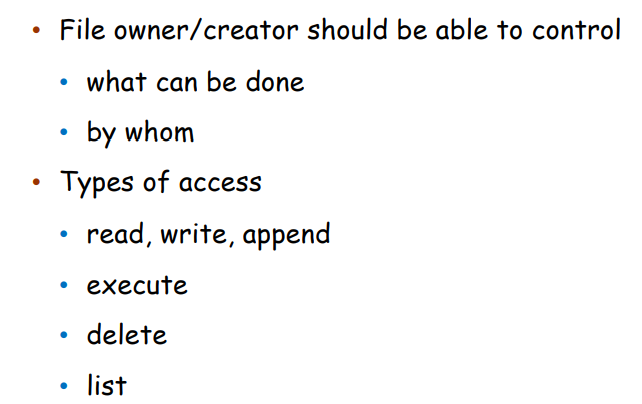 • File owner/creator should be able to control
• what can be done
• by whom
• Types of access
• read, write, append
• execute
• delete
• list